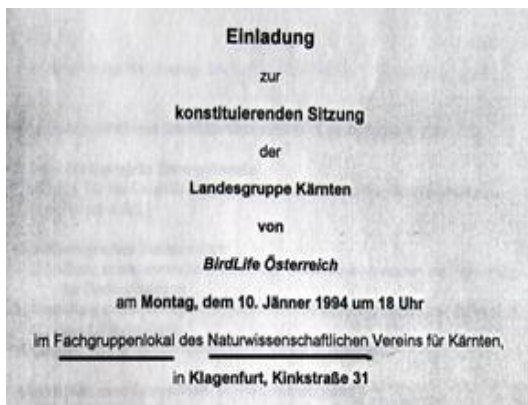 Einladung
zur
konstituierenden Sitzung
der
Landesgruppe Kärnten
von
BirdLife Österreich
am Montag, dem 10. Jänner 1994 um 18 Uhr
im Fachgruppenlokal des Naturwissenschaftlichen Vereins für Kärnten,
in Klagenfurt, Kinkstraße 31